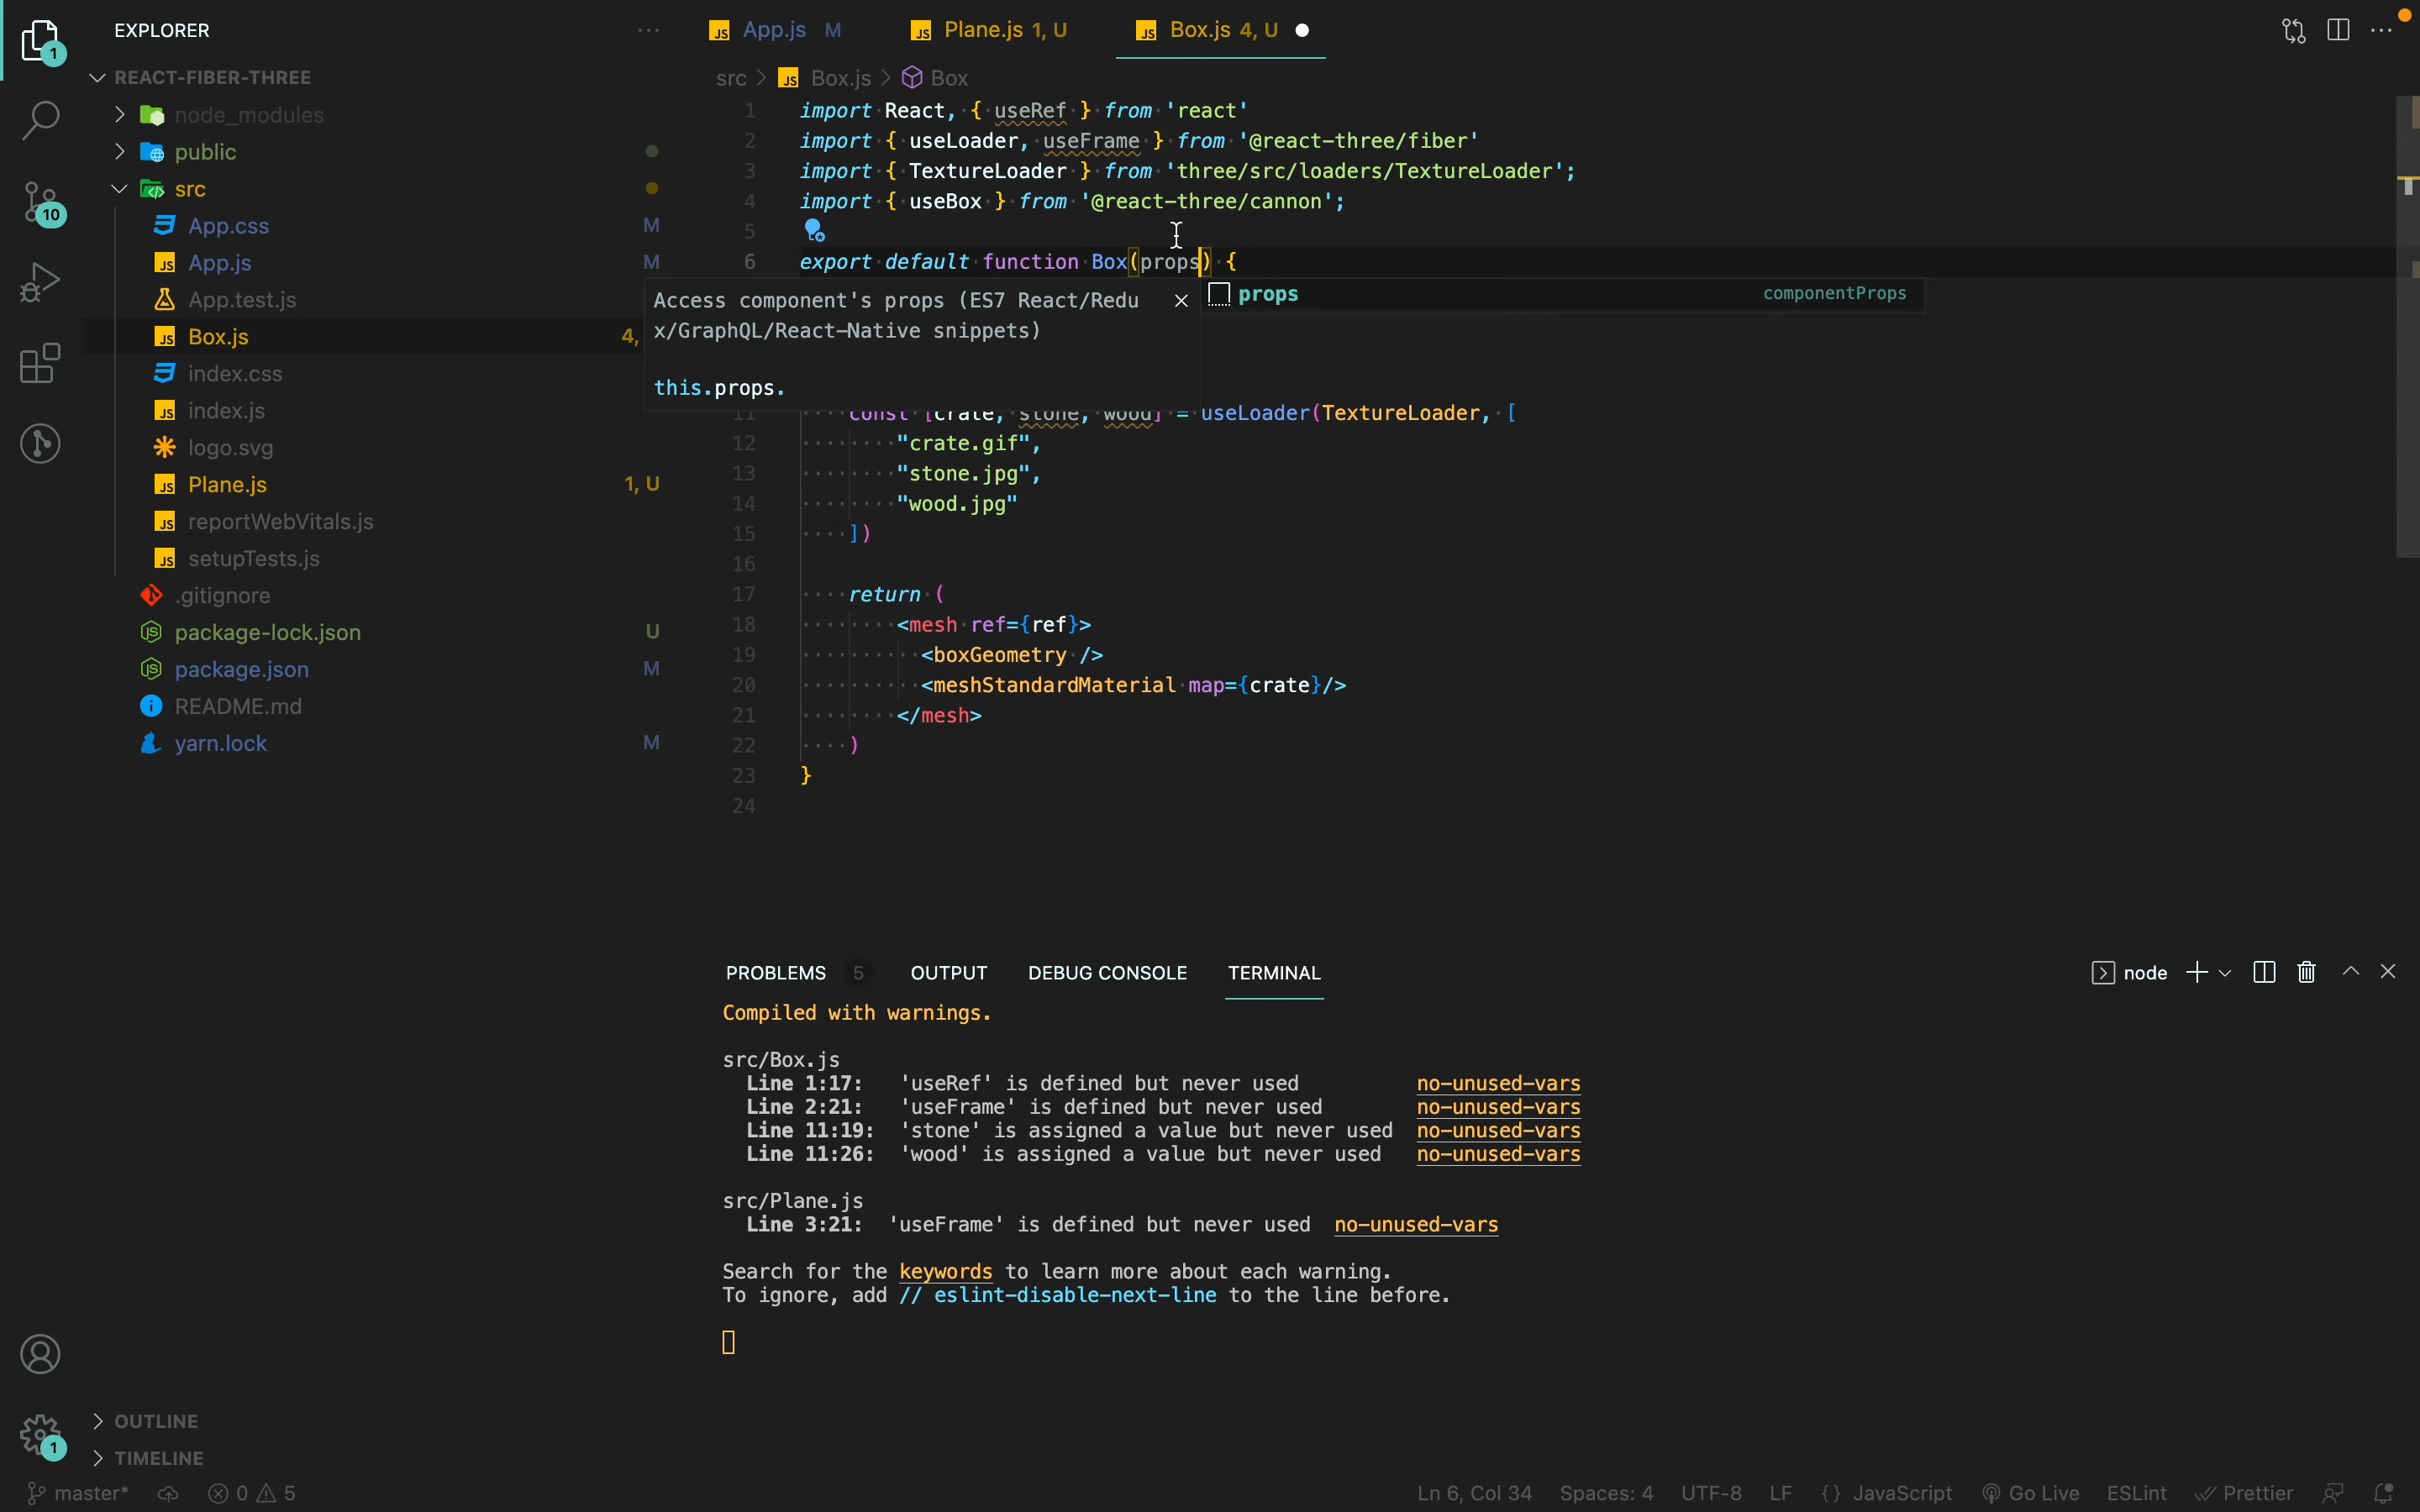 EXPLORER
REACT-FIBER-THREE
node_modules
public
src
App.css M
App.js M
App.test.js
Box.js 4,
index.css
index.js
logo.svg
Plane.js 1, U
reportWebVitals.js
setupTests.js
.gitignore
package-lock.json U
package.json M
README.md
yarn.lock M
OUTLINE
TIMELINE
1
10
1
JS App.js M
JS Plane.js 1, U
JS Box.js 4, U
src > JS Box.js > Box
1 import React, { useRef } from 'react'
2 import { useLoader, useFrame } from '@react-three/fiber'
3 import { TextureLoader } from 'three/src/loaders/TextureLoader';
4 import { useBox } from '@react-three/cannon';
5
6 export default function Box(props) {
Access component's props (ES7 React/Redu
x/GraphQL/React-Native snippets)
this.props.
props componentProps
11 const [crate, stone, wood] = useLoader(TextureLoader, [
12 "crate.gif",
13 "stone.jpg",
14 "wood.jpg"
15 ])
16
17 return (
18 <mesh ref={ref}>
19 <boxGeometry />
20 <meshStandardMaterial map={crate}/>
21 </mesh>
22 )
23 }
24
PROBLEMS 5 OUTPUT DEBUG CONSOLE TERMINAL node
Compiled with warnings.
src/Box.js
Line 1:17: 'useRef' is defined but never used no-unused-vars
Line 2:21: 'useFrame' is defined but never used no-unused-vars
Line 11:19: 'stone' is assigned a value but never used no-unused-vars
Line 11:26: 'wood' is assigned a value but never used no-unused-vars
src/Plane.js
Line 3:21: 'useFrame' is defined but never used no-unused-vars
Search for the keywords to learn more about each warning.
To ignore, add // eslint-disable-next-line to the line before.
master* 0 5 Ln 6, Col 34 Spaces: 4 UTF-8 LF {} JavaScript Go Live ESLint Prettier